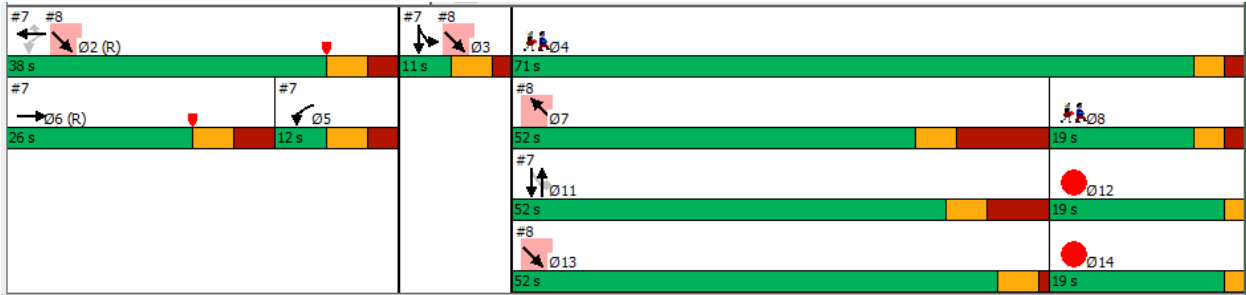 #7 #8 Ø2 (R)
38 s
#7 #8 Ø3
11 s
Ø4
71 s
#7
Ø6 (R)
26 s
#7
Ø5
12 s
#8
Ø7
52 s
Ø8
19 s
#7
Ø11
52 s
Ø12
19 s
#8
Ø13
52 s
Ø14
19 s